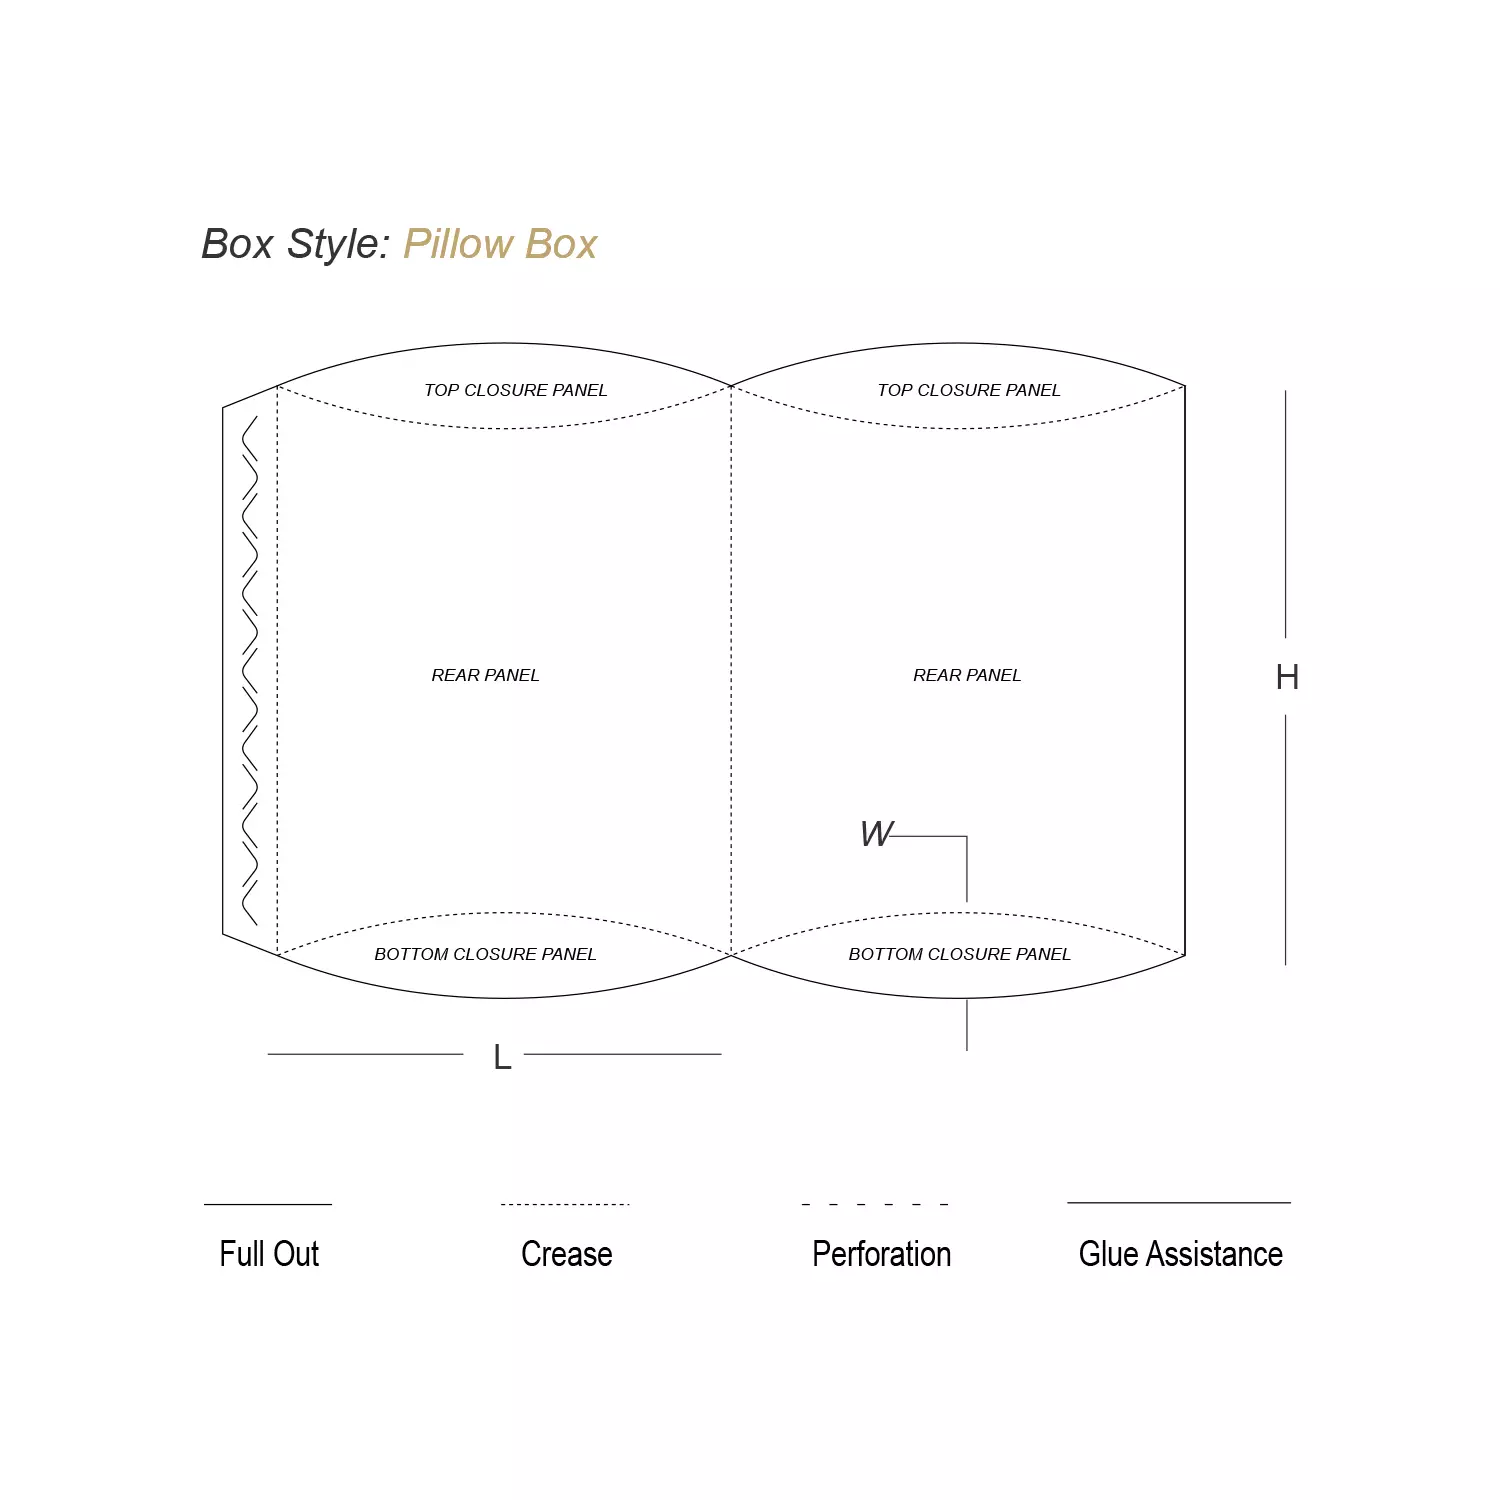 Box Style: Pillow Box
TOP CLOSURE PANEL TOP CLOSURE PANEL
REAR PANEL REAR PANEL
H
W
BOTTOM CLOSURE PANEL BOTTOM CLOSURE PANEL
L
Full Out Crease Perforation Glue Assistance